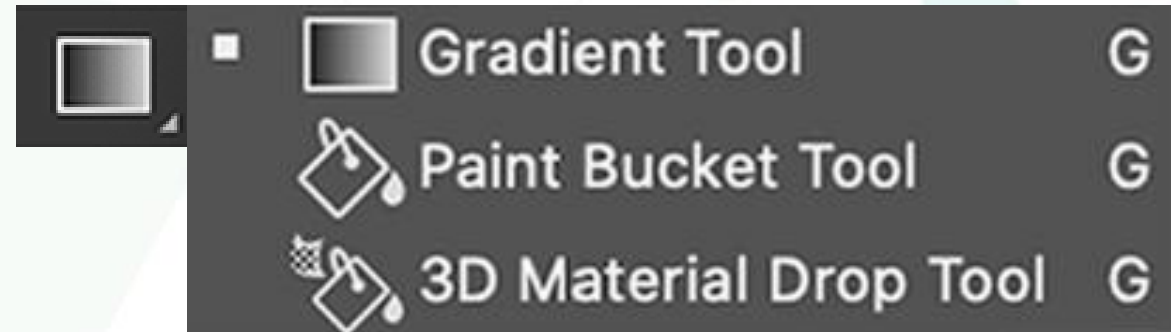 Gradient Tool G
Paint Bucket Tool G
3D Material Drop Tool G